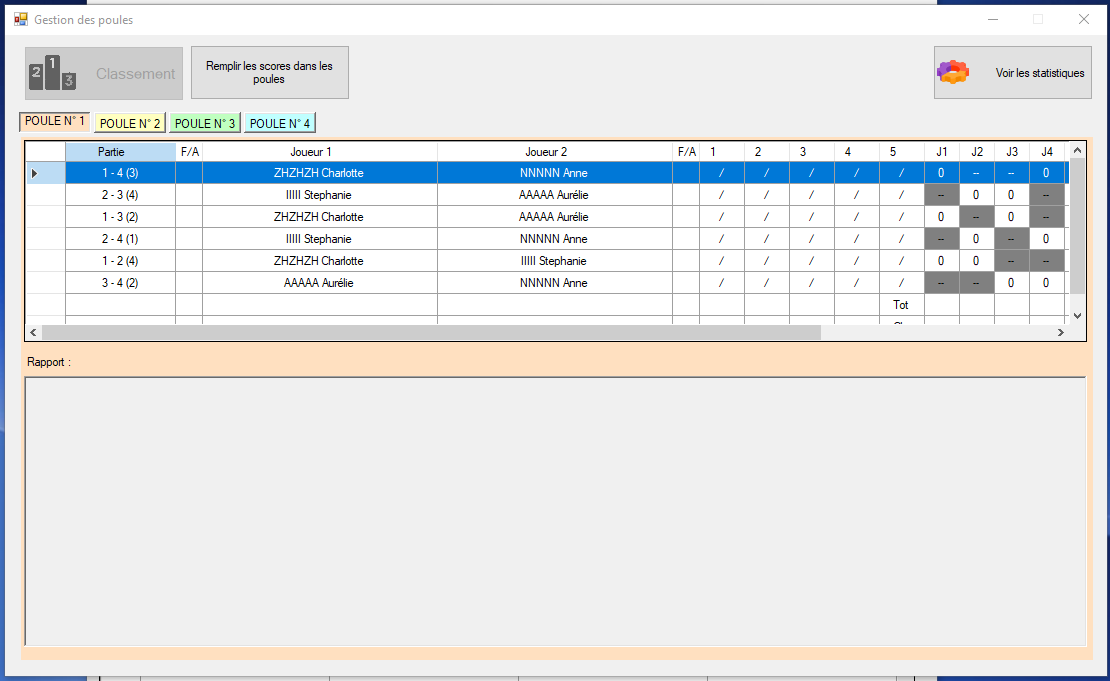 Gestion des poules
2 1 3 Classement
Remplir les scores dans les
poules
Voir les statistiques
POULE N° 1 POULE N° 2 POULE N° 3 POULE N° 4
Partie F/A Joueur 1 Joueur 2 F/A 1 2 3 4 5 J1 J2 J3 J4
1 - 4 (3) ZHZHZH Charlotte NNNNN Anne / / / / / 0 -- -- 0
2 - 3 (4) IIIII Stephanie AAAAA Aurélie / / / / / -- 0 0 --
1 - 3 (2) ZHZHZH Charlotte AAAAA Aurélie / / / / / 0 -- 0 --
2 - 4 (1) IIIII Stephanie NNNNN Anne / / / / / -- 0 -- 0
1 - 2 (4) ZHZHZH Charlotte IIIII Stephanie / / / / / 0 0 -- --
3 - 4 (2) AAAAA Aurélie NNNNN Anne / / / / / -- -- 0 0
Tot
Rapport :